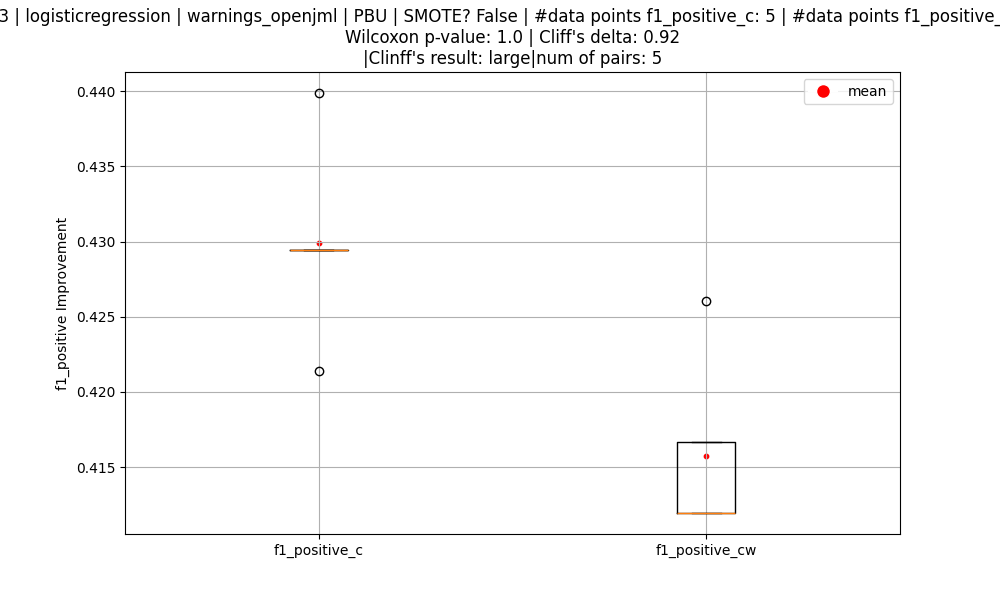 3 | logisticregression | warnings_openjml | PBU | SMOTE? False | #data points f1_positive_c: 5 | #data points f1_positive_
Wilcoxon p-value: 1.0 | Cliff's delta: 0.92
|Clinff's result: large|num of pairs: 5
mean
0.440
0.435
0.430
0.425
0.420
0.415
f1_positive Improvement
f1_positive_c
f1_positive_cw